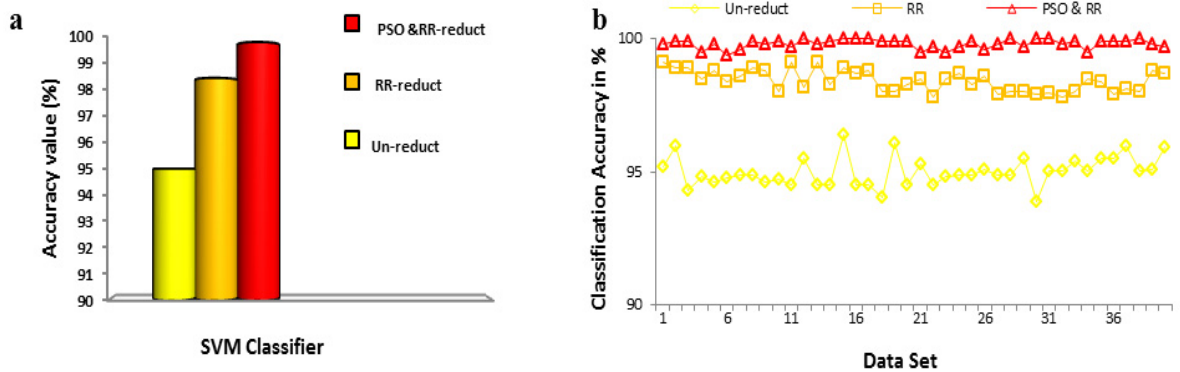 a
Accuracy value (%)
100
99
98
97
96
95
94
93
92
91
90
PSO &RR-reduct
RR-reduct
Un-reduct
SVM Classifier
b
Un-reduct
RR
PSO & RR
Classification Accuracy in %
100
95
90
1 6 11 16 21 26 31 36
Data Set